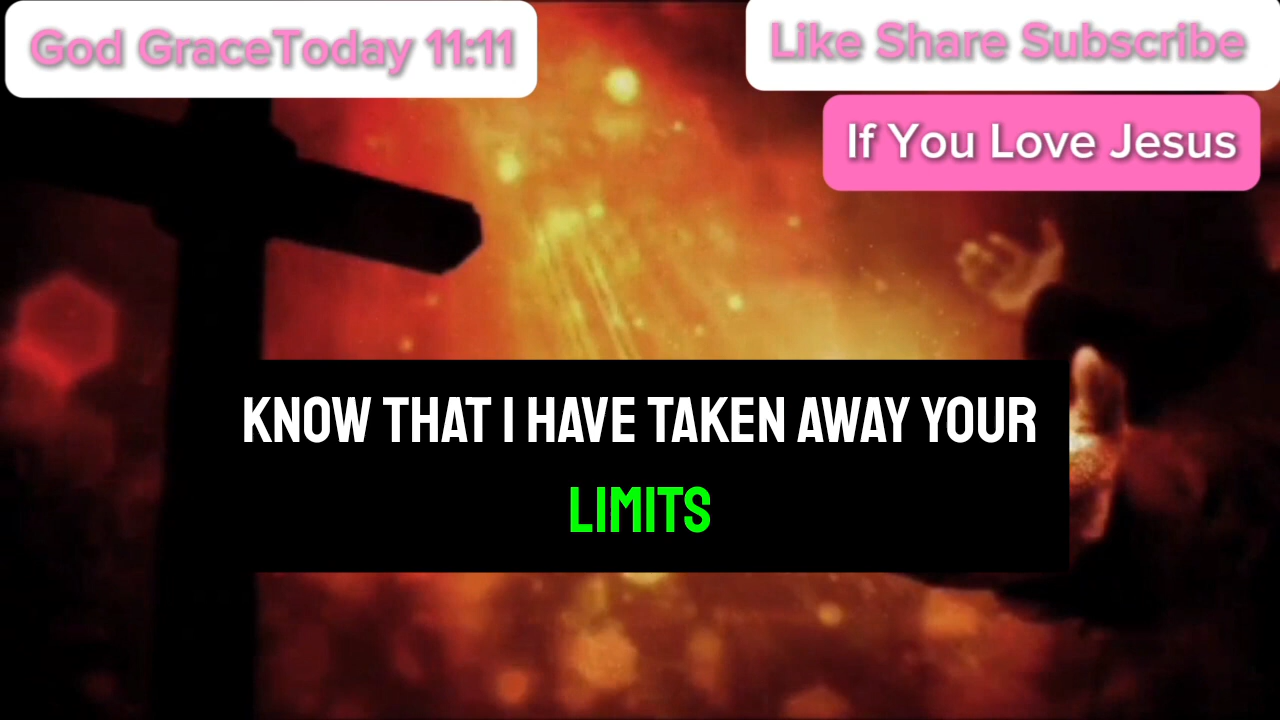 God GraceToday 11:11
Like Share Subscribe
If You Love Jesus
KNOW THAT I HAVE TAKEN AWAY YOUR
LIMITS